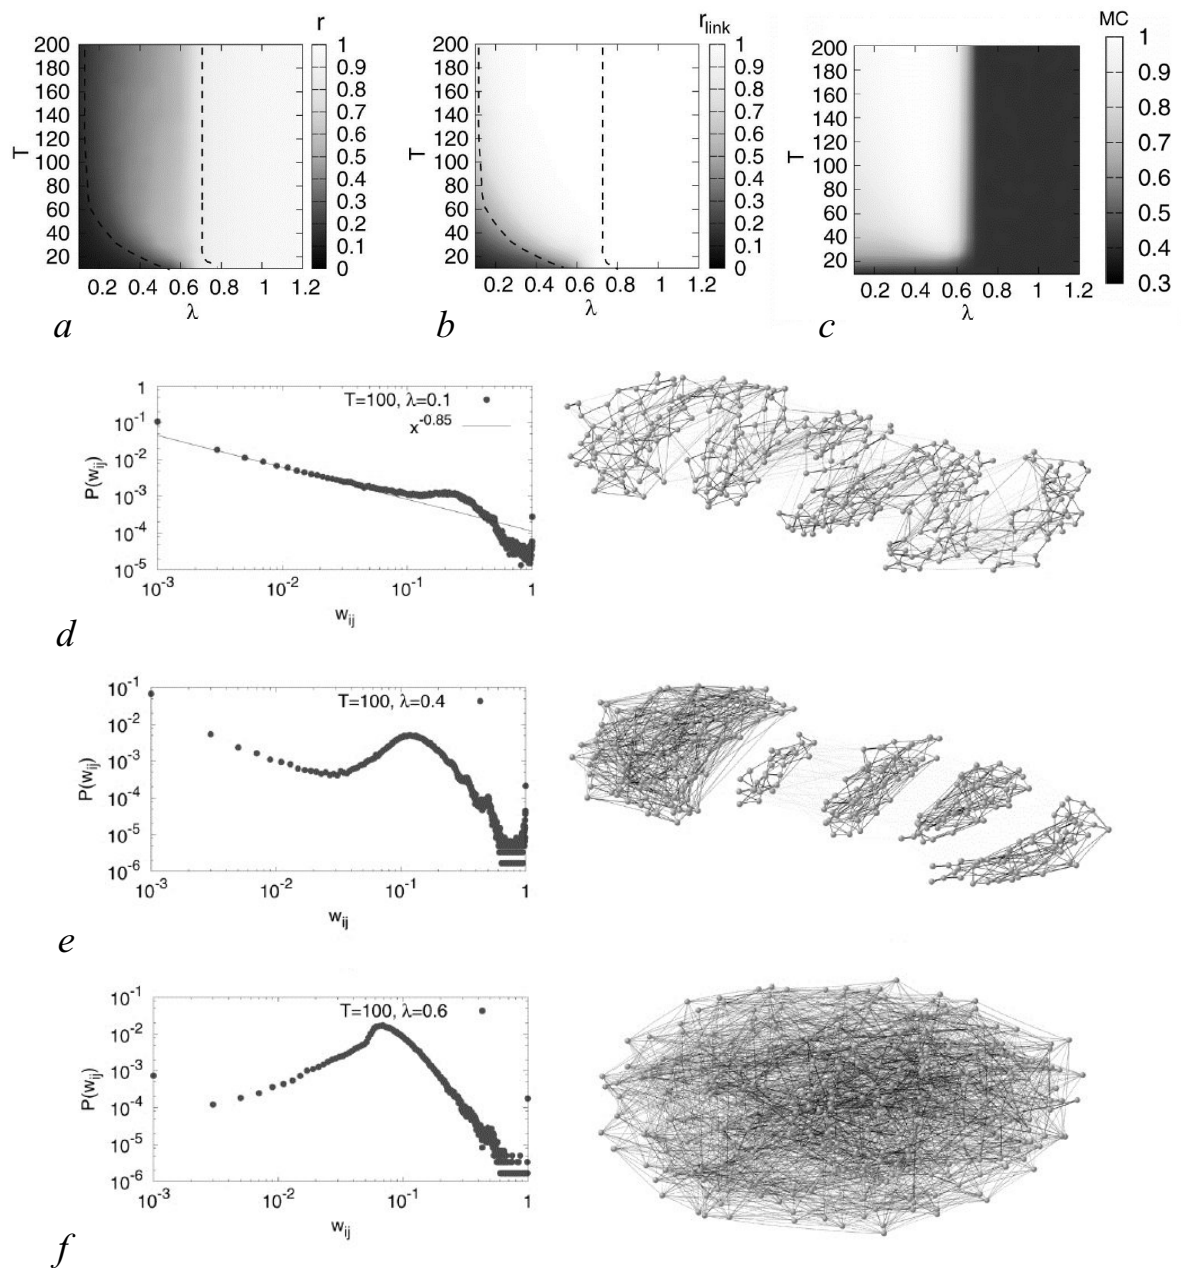 r
200
180
160
140
120
100
80
60
40
20
T
0.2 0.4 0.6 0.8 1 1.2
λ
1
0.9
0.8
0.7
0.6
0.5
0.4
0.3
0.2
0.1
0
a
r_link
200
180
160
140
120
100
80
60
40
20
T
0.2 0.4 0.6 0.8 1 1.2
λ
1
0.9
0.8
0.7
0.6
0.5
0.4
0.3
0.2
0.1
0
b
MC
200
180
160
140
120
100
80
60
40
20
T
0.2 0.4 0.6 0.8 1 1.2
λ
1
0.9
0.8
0.7
0.6
0.5
0.4
0.3
c
1
10^-1
10^-2
10^-3
10^-4
10^-5
P(w_ij)
T=100, λ=0.1
x^-0.85
10^-3 10^-2 10^-1 1
w_ij
d
10^-1
10^-2
10^-3
10^-4
10^-5
10^-6
P(w_ij)
T=100, λ=0.4
10^-3 10^-2 10^-1 1
w_ij
e
10^-1
10^-2
10^-3
10^-4
10^-5
10^-6
P(w_ij)
T=100, λ=0.6
10^-3 10^-2 10^-1 1
w_ij
f